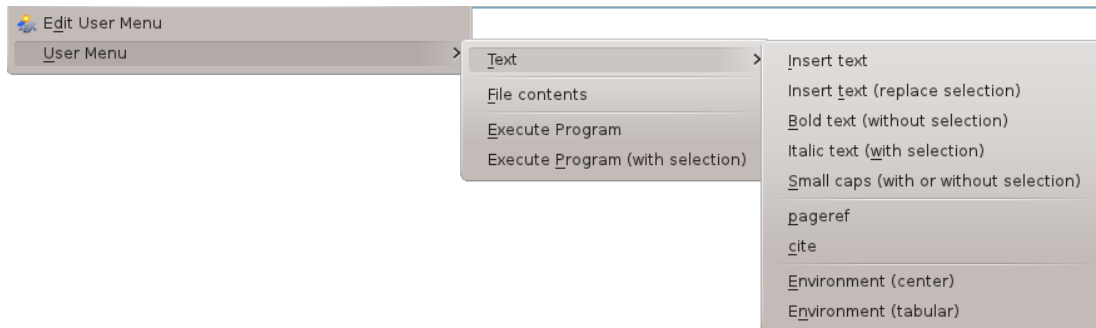 Edit User Menu
User Menu
Text
File contents
Execute Program
Execute Program (with selection)
Insert text
Insert text (replace selection)
Bold text (without selection)
Italic text (with selection)
Small caps (with or without selection)
pageref
cite
Environment (center)
Environment (tabular)